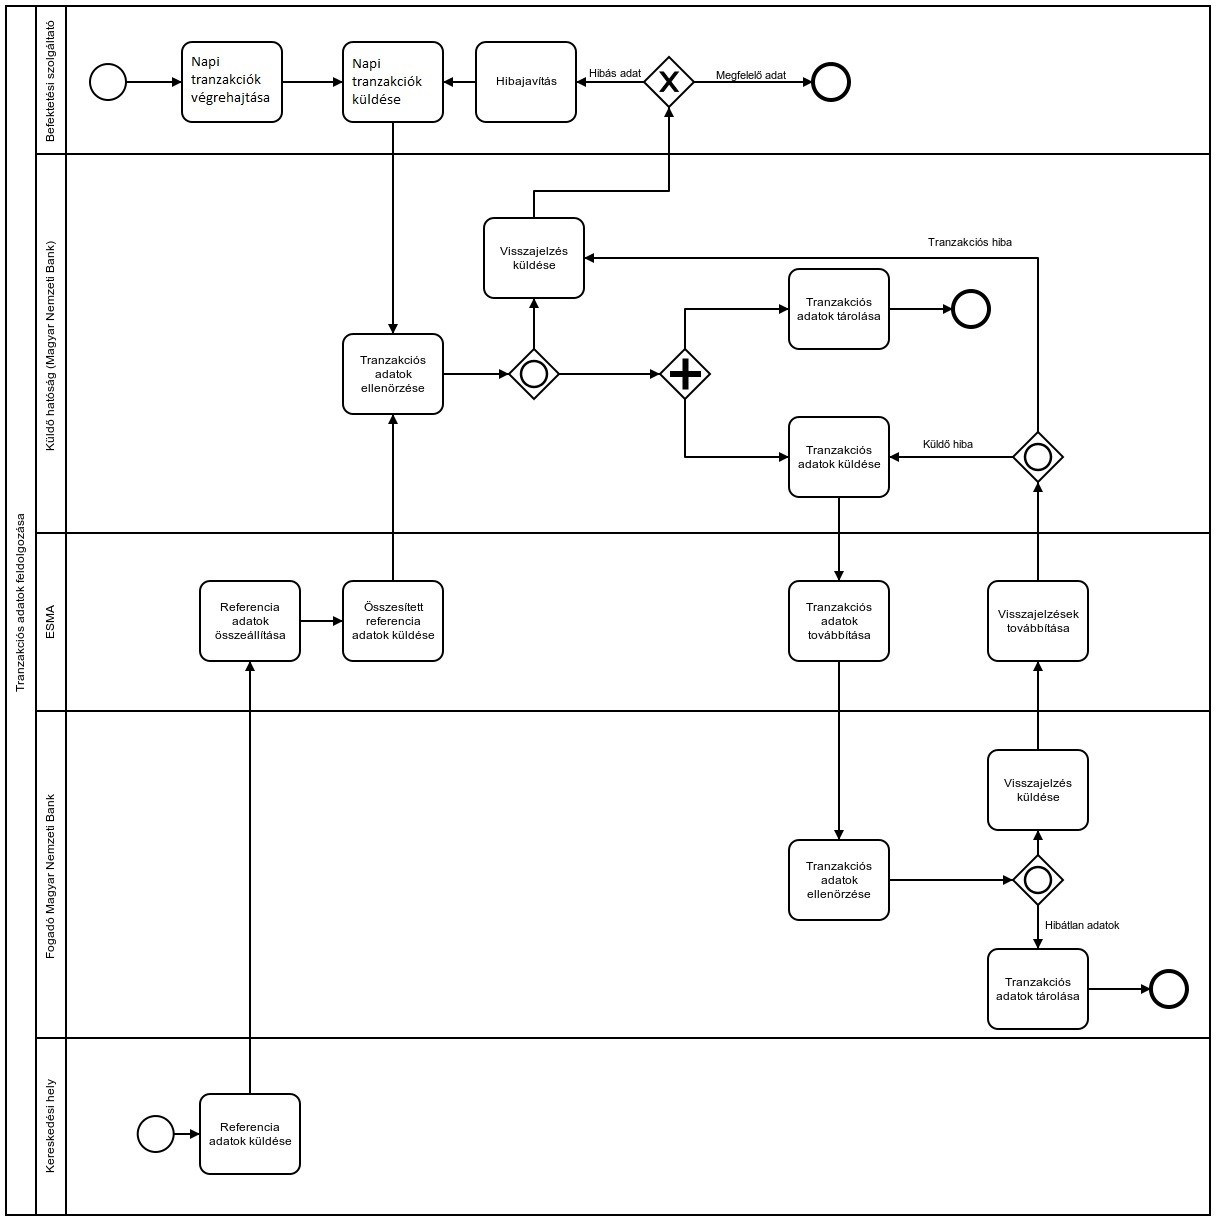 Tranzakciós adatok feldolgozása
Befektetési szolgáltató
Napi
tranzakciók
végrehajtása
Napi
tranzakciók
küldése
Hibajavítás
Hibás adat
Megfelelő adat
Küldő hatóság (Magyar Nemzeti Bank)
Visszajelzés
küldése
Tranzakciós hiba
Tranzakciós
adatok tárolása
Tranzakciós
adatok
ellenőrzése
Tranzakciós
adatok küldése
Küldő hiba
ESMA
Referencia
adatok
összeállítása
Összesített
referencia
adatok küldése
Tranzakciós
adatok
továbbítása
Visszajelzések
továbbítása
Fogadó Magyar Nemzeti Bank
Visszajelzés
küldése
Tranzakciós
adatok
ellenőrzése
Hibátlan adatok
Tranzakciós
adatok tárolása
Kereskedési hely
Referencia
adatok küldése